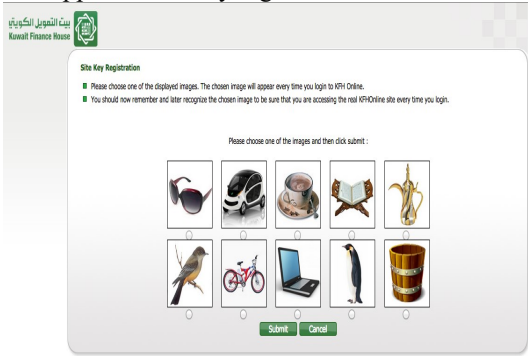 بيت التمويل الكويتي
Kuwait Finance House
Site Key Registration
Please choose one of the displayed images. The chosen image will appear every time you login to KFH Online.
You should now remember and later recognize the chosen image to be sure that you are accessing the real KFHOnline site every time you login.
Please choose one of the images and then click submit :
Submit Cancel